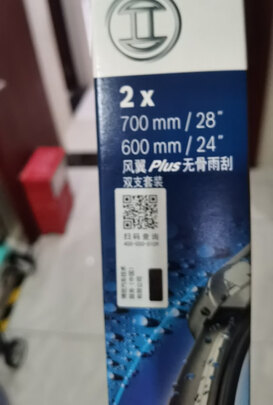 2 x
700 mm / 28"
600 mm / 24"
风翼Plus无骨雨刮
双支套装
扫码查询